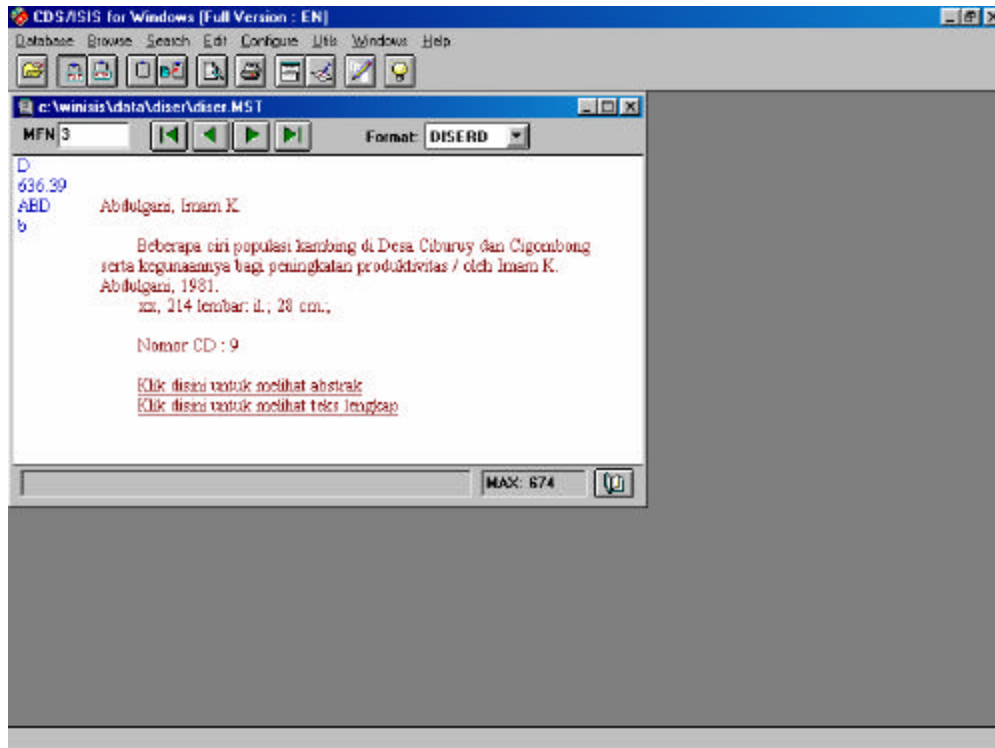 CDS/ISIS for Windows [Full Version : EN]
Database Browse Search Edit Configure Utils Windows Help
c:\winisis\data\diser\diser.MST
MFN 3 Format: DISERD
D
636.39
ABD Abdulgani, Imam K.
b
Beberapa ciri populasi kambing di Desa Ciburuy dan Cigombong
serta kegunaannya bagi peningkatan produktivitas / oleh Imam K.
Abdulgani, 1981.
xx, 214 lembar: il.; 28 cm.;
Nomor CD : 9
Klik disini untuk melihat abstrak
Klik disini untuk melihat teks lengkap
MAX: 674